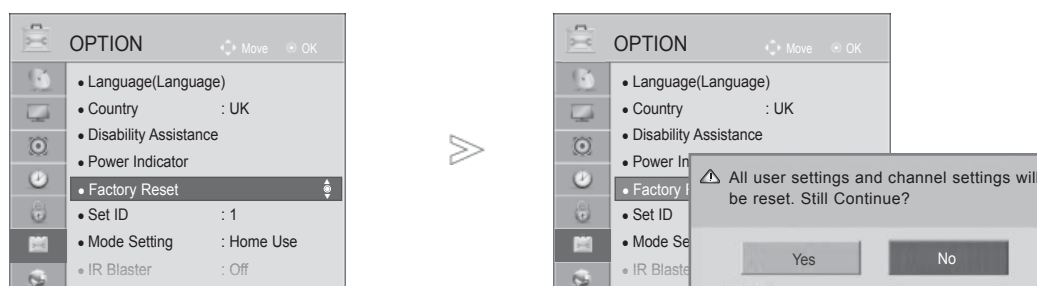 OPTION
Move OK
• Language(Language)
• Country : UK
• Disability Assistance
• Power Indicator
• Factory Reset
• Set ID : 1
• Mode Setting : Home Use
• IR Blaster : Off
OPTION
Move OK
• Language(Language)
• Country : UK
• Disability Assistance
• Power In
• Factory R
• Set ID
• Mode Se
• IR Blaste
⚠ All user settings and channel settings will
be reset. Still Continue?
Yes No